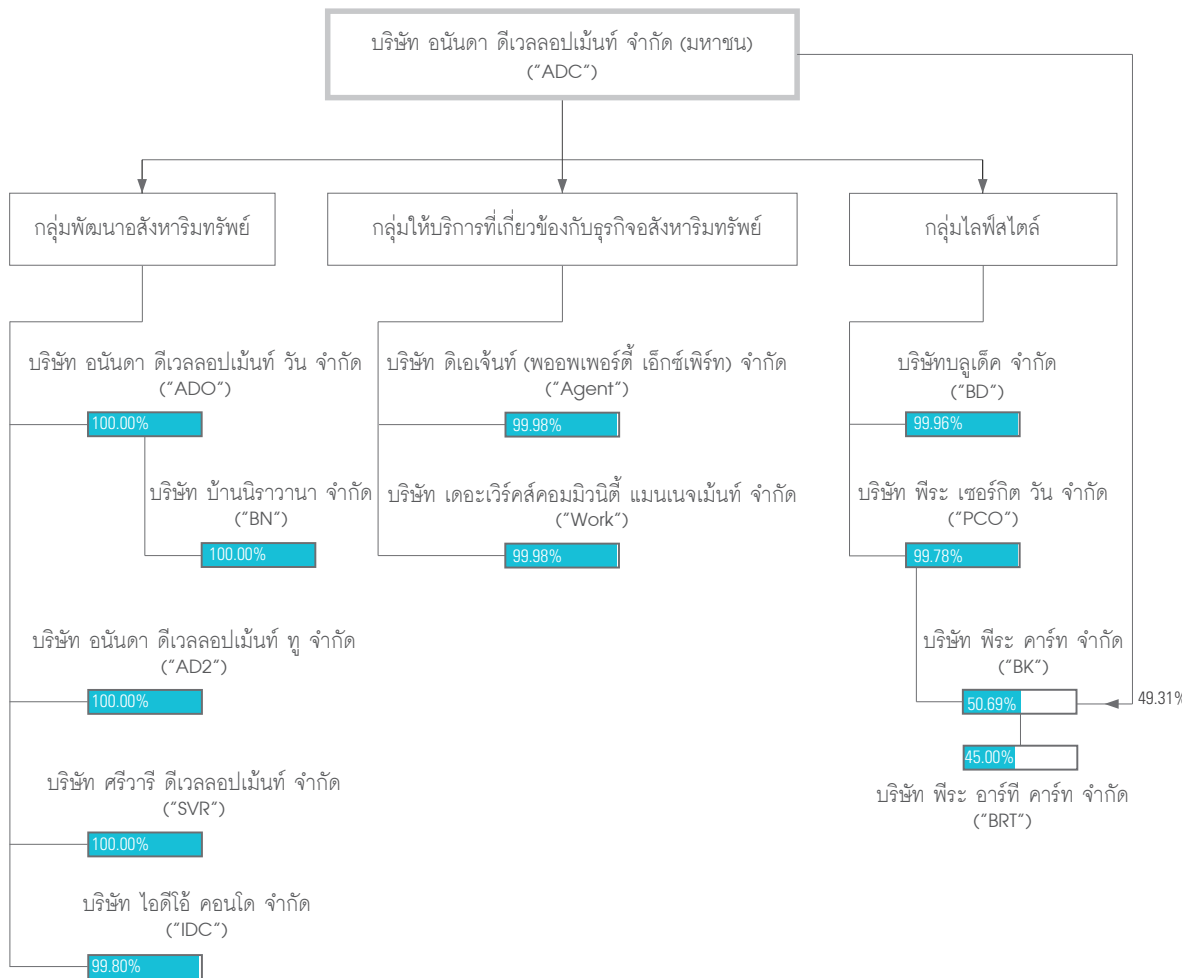 บริษัท อนันดา ดีเวลลอปเม้นท์ จำกัด (มหาชน)
("ADC")
กลุ่มพัฒนาอสังหาริมทรัพย์
กลุ่มให้บริการที่เกี่ยวข้องกับธุรกิจอสังหาริมทรัพย์
กลุ่มไลฟ์สไตล์
บริษัท อนันดา ดีเวลลอปเม้นท์ วัน จำกัด
("ADO")
100.00%
บริษัท บ้านนิราวานา จำกัด
("BN")
100.00%
บริษัท อนันดา ดีเวลลอปเม้นท์ ทู จำกัด
("AD2")
100.00%
บริษัท ศรีวารี ดีเวลลอปเม้นท์ จำกัด
("SVR")
100.00%
บริษัท ไอดีโอ้ คอนโด จำกัด
("IDC")
99.80%
บริษัท ดิเอเจ้นท์ (พออพเพอร์ตี้ เอ็กซ์เพิร์ท) จำกัด
("Agent")
99.98%
บริษัท เดอะเวิร์คส์คอมมิวนิตี้ แมนเนจเม้นท์ จำกัด
("Work")
99.98%
บริษัทบลูเด็ค จำกัด
("BD")
99.96%
บริษัท พีระ เซอร์กิต วัน จำกัด
("PCO")
99.78%
บริษัท พีระ คาร์ท จำกัด
("BK")
50.69%
49.31%
45.00%
บริษัท พีระ อาร์ที คาร์ท จำกัด
("BRT")